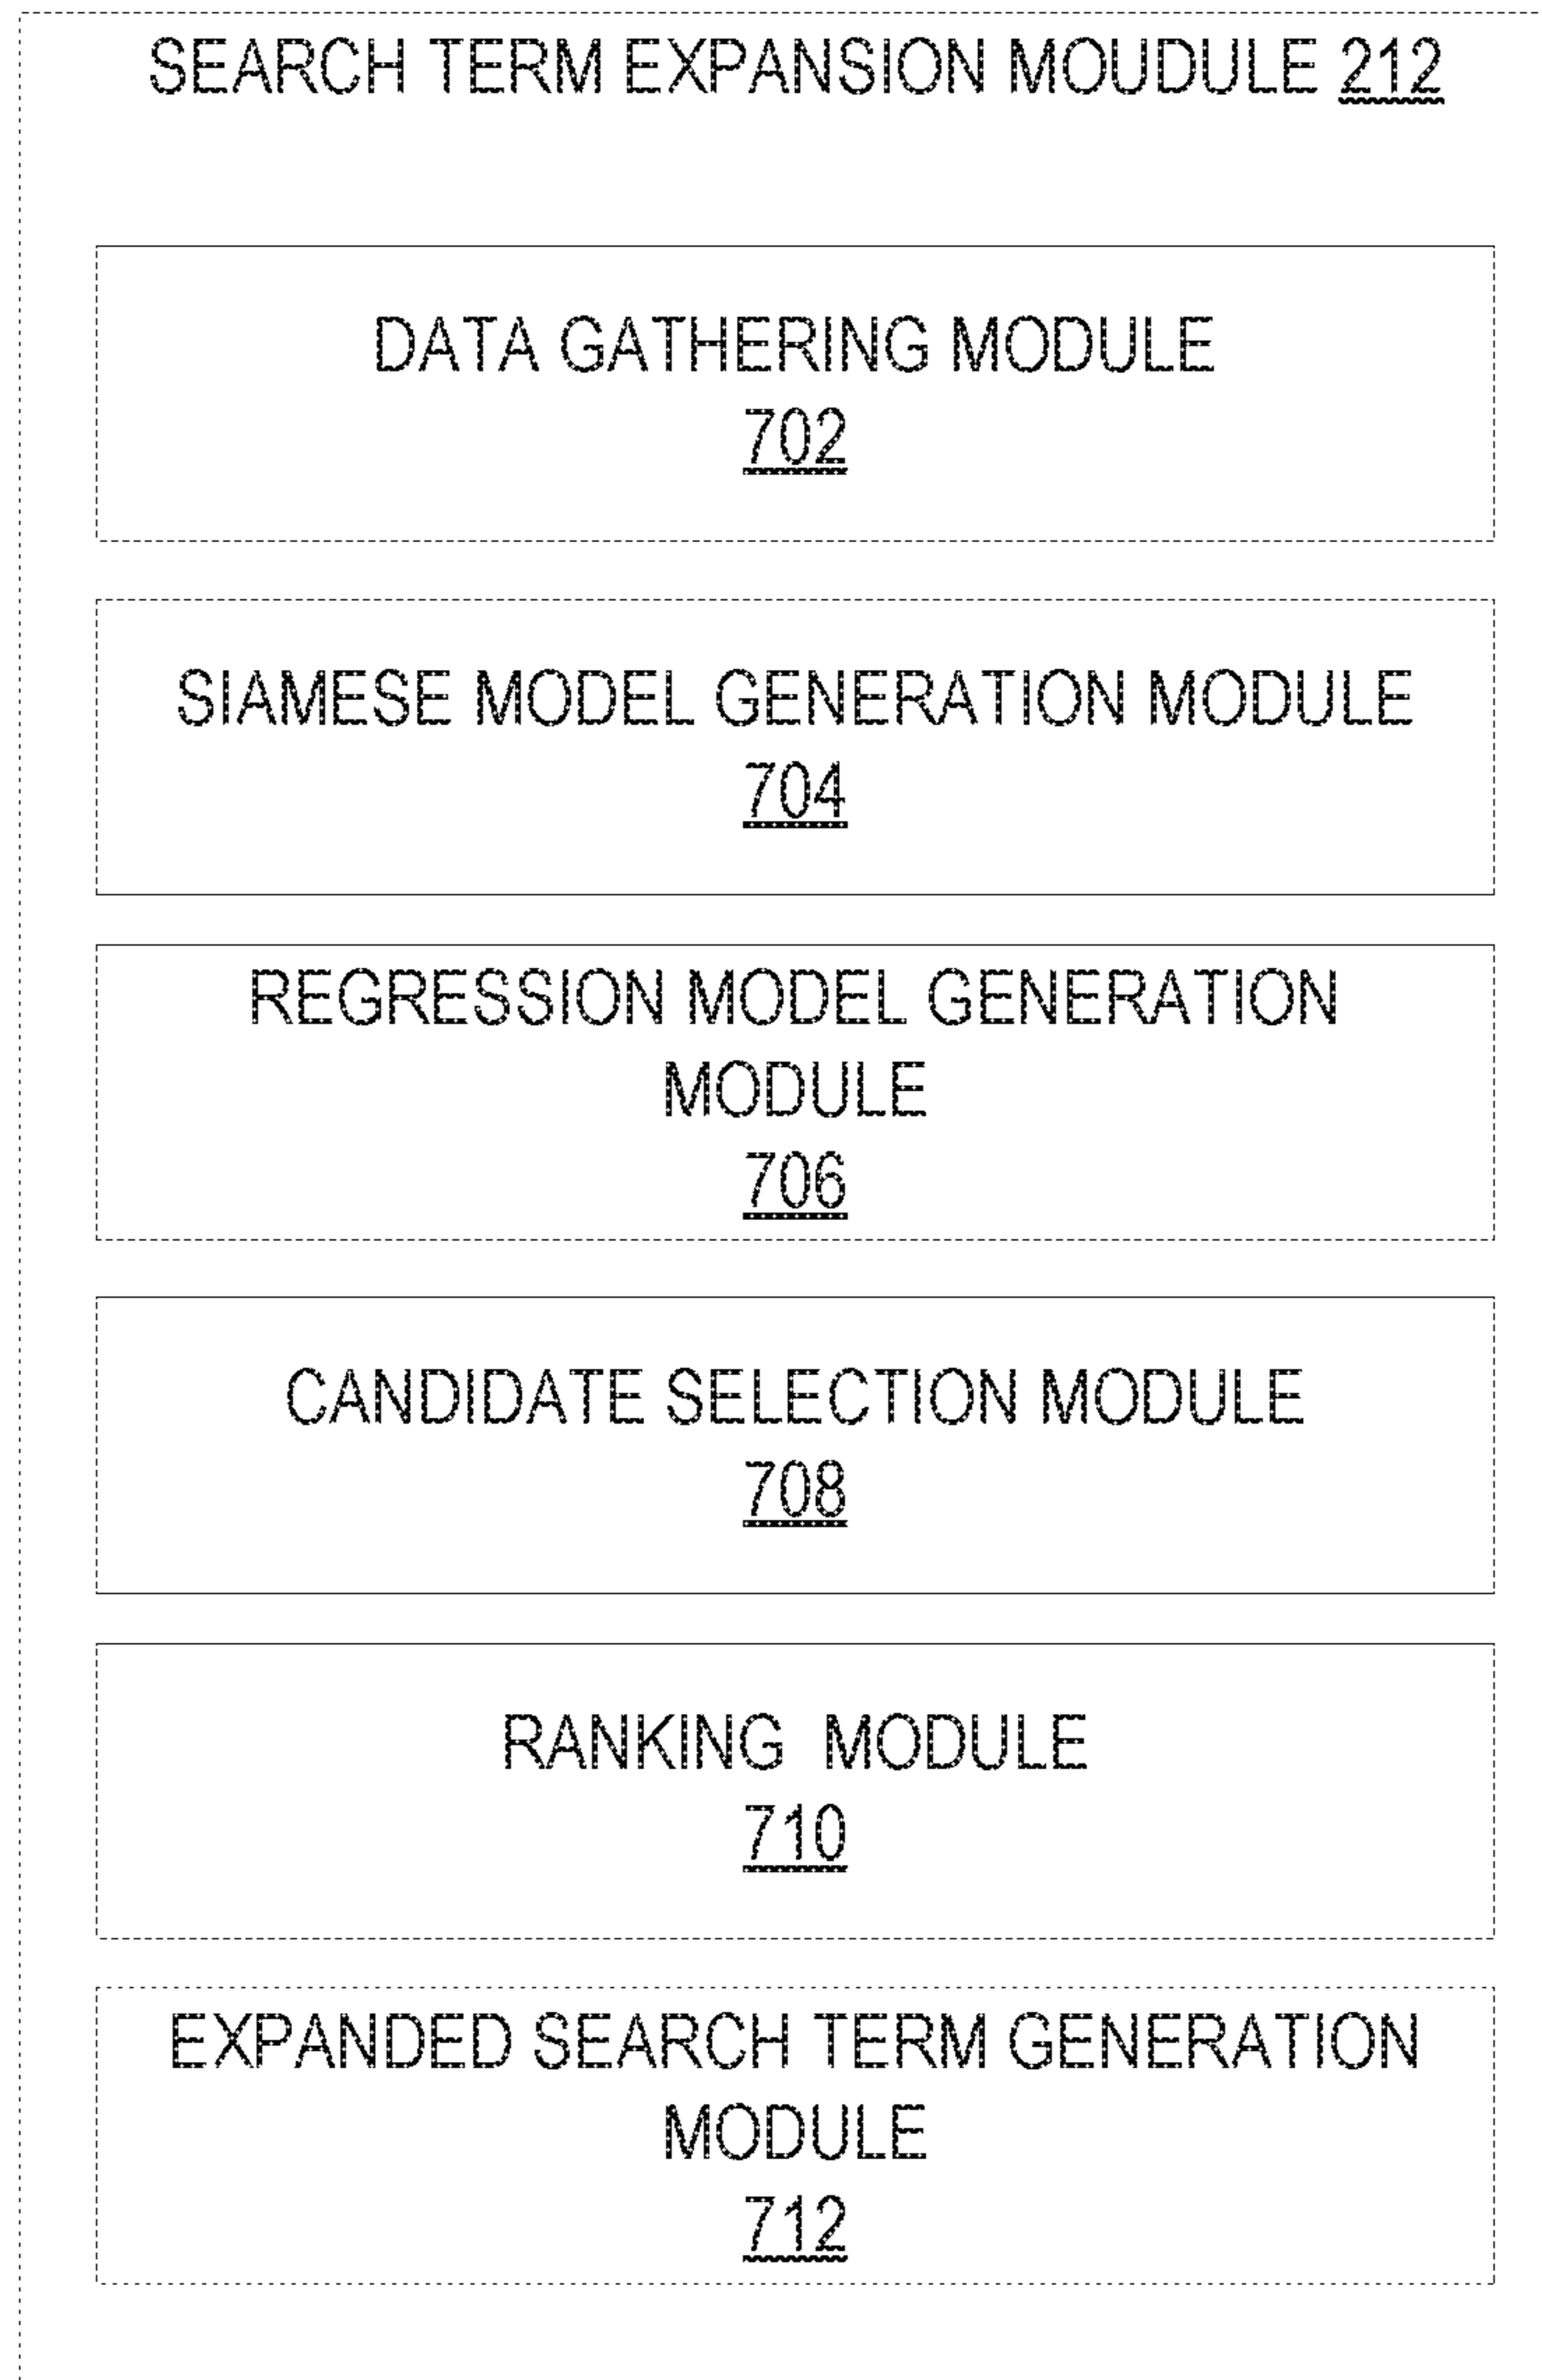 SEARCH TERM EXPANSION MOUDULE 212
DATA GATHERING MODULE
702
SIAMESE MODEL GENERATION MODULE
704
REGRESSION MODEL GENERATION
MODULE
706
CANDIDATE SELECTION MODULE
708
RANKING MODULE
710
EXPANDED SEARCH TERM GENERATION
MODULE
712